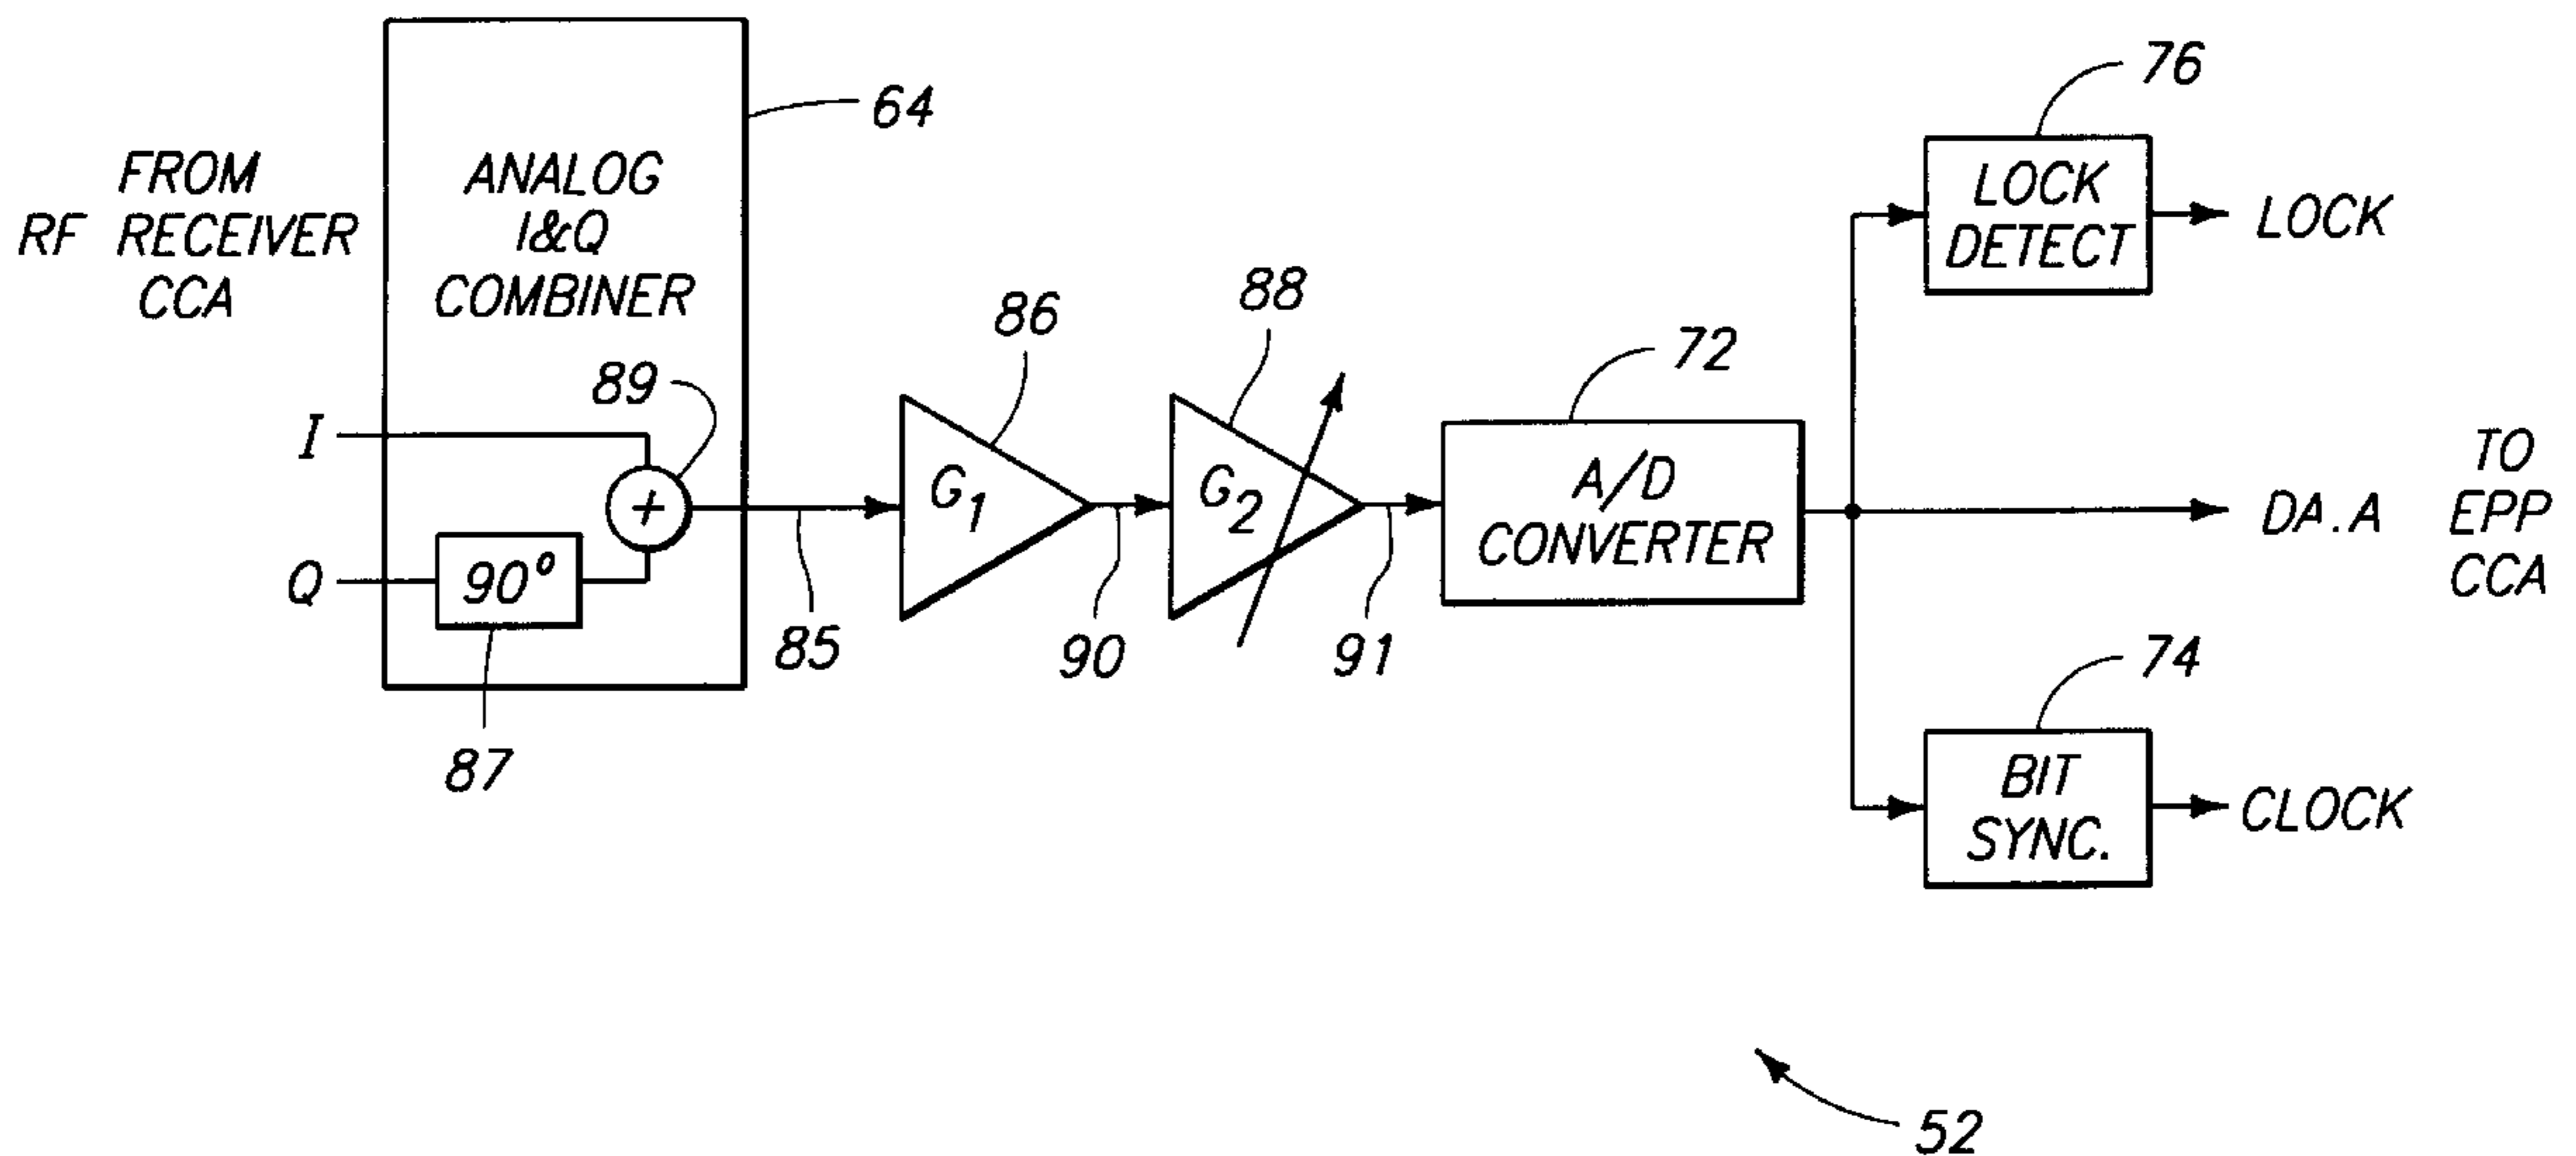 76
64
FROM
RF RECEIVER
CCA
ANALOG
I&Q
COMBINER
LOCK
DETECT
LOCK
86
88
72
89
I
G1
G2
A/D
CONVERTER
DA.A
TO
EPP
CCA
Q
90°
85
90
91
74
87
BIT
SYNC.
CLOCK
52